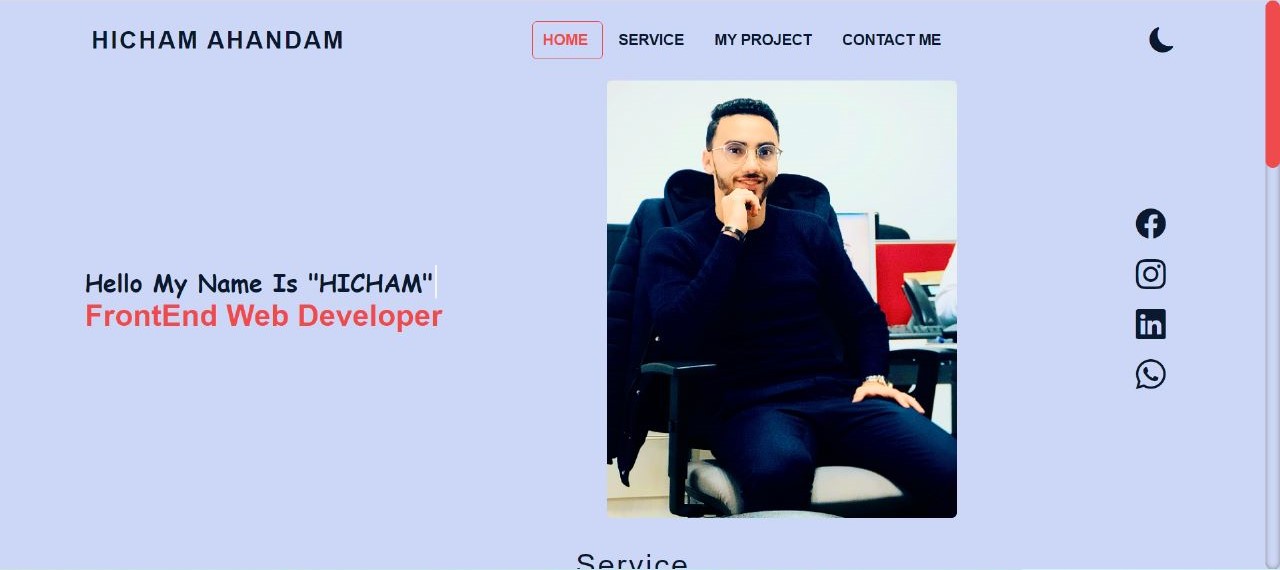 HICHAM AHANDAM
HOME SERVICE MY PROJECT CONTACT ME
Hello My Name Is "HICHAM"
FrontEnd Web Developer
Service